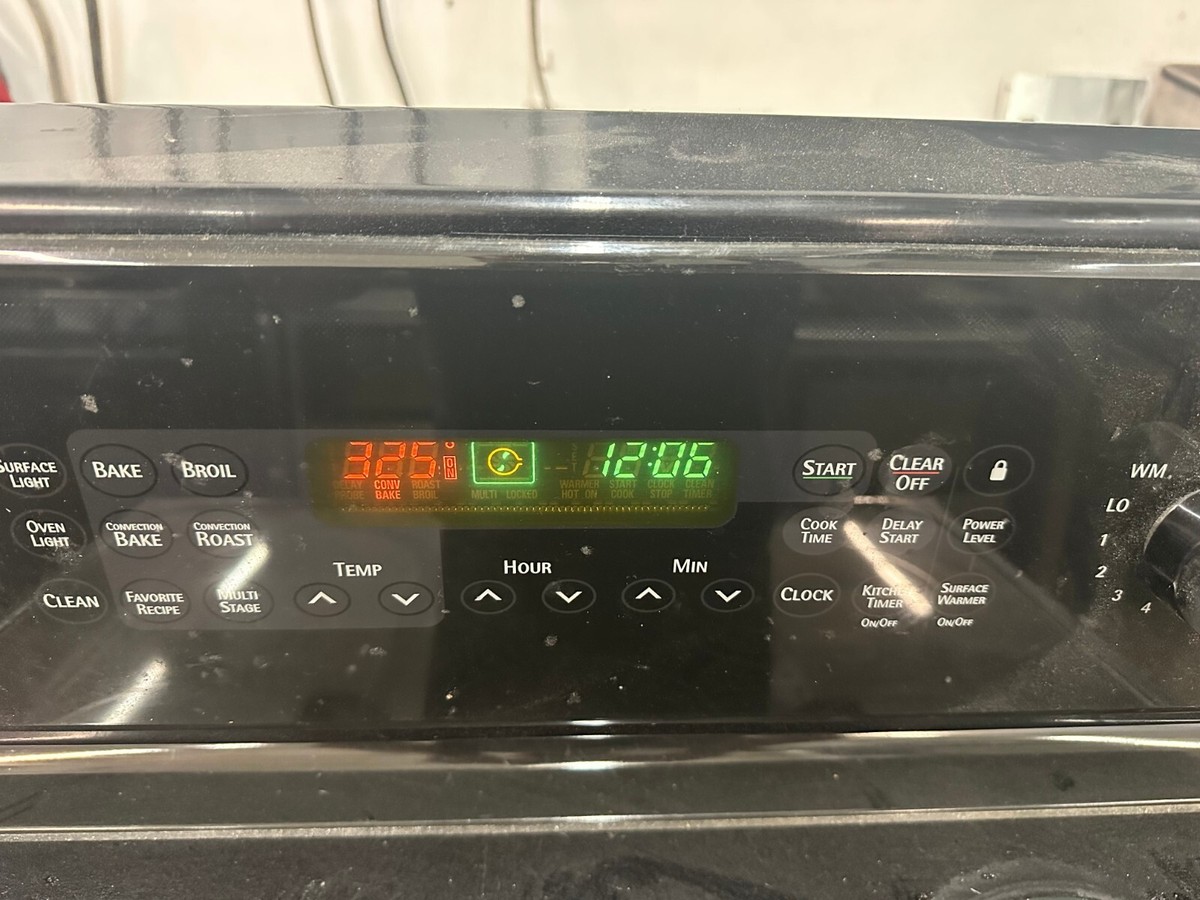 SURFACE LIGHT
BAKE
BROIL
325
ON
CONV BAKE
ROAST
BROIL
MULTI LOCKED
12:06
WARMER HOT ON
START COOK
CLOCK STOP
CLEAN TIMER
START
CLEAR OFF
WM.
LO
1
2
3
4
OVEN LIGHT
CONVECTION BAKE
CONVECTION ROAST
COOK TIME
DELAY START
POWER LEVEL
TEMP
HOUR
MIN
CLEAN
FAVORITE RECIPE
MULTI STAGE
CLOCK
KITCHEN TIMER
ON/OFF
SURFACE WARMER
ON/OFF